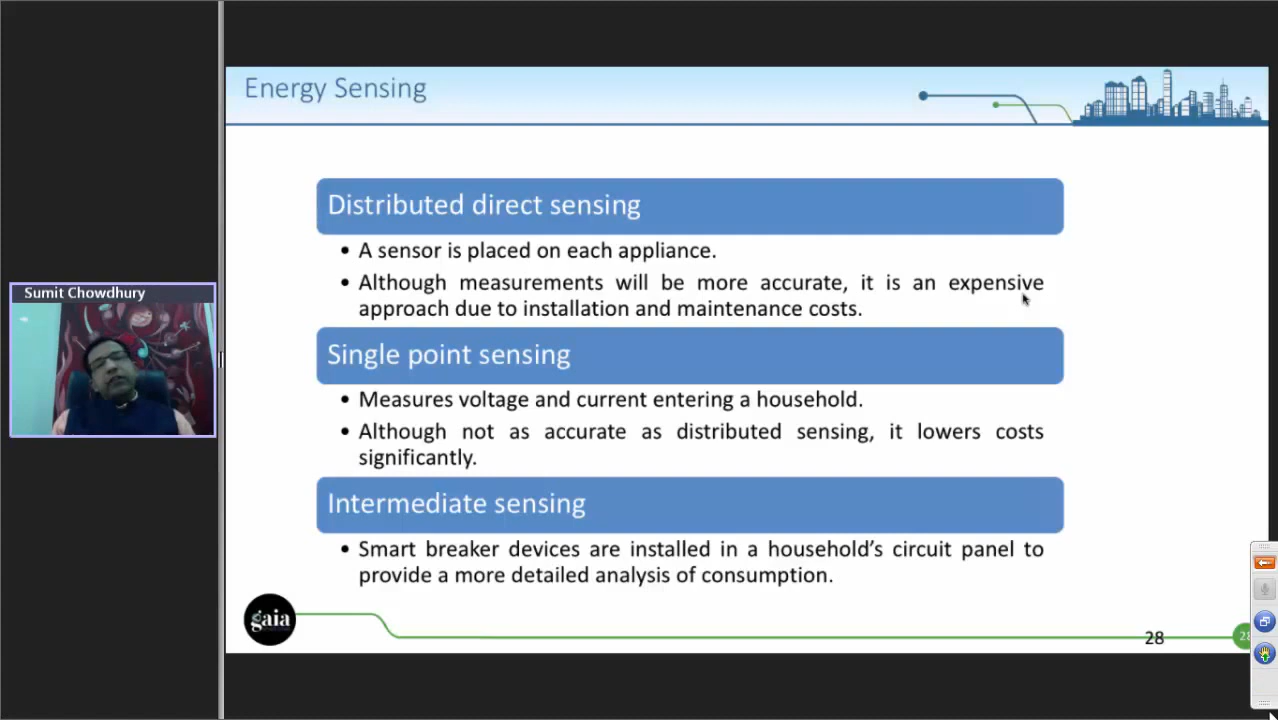 Energy Sensing
Sumit Chowdhury
Distributed direct sensing
• A sensor is placed on each appliance.
• Although measurements will be more accurate, it is an expensive
approach due to installation and maintenance costs.
Single point sensing
• Measures voltage and current entering a household.
• Although not as accurate as distributed sensing, it lowers costs
significantly.
Intermediate sensing
• Smart breaker devices are installed in a household’s circuit panel to
provide a more detailed analysis of consumption.
gaia
28
28